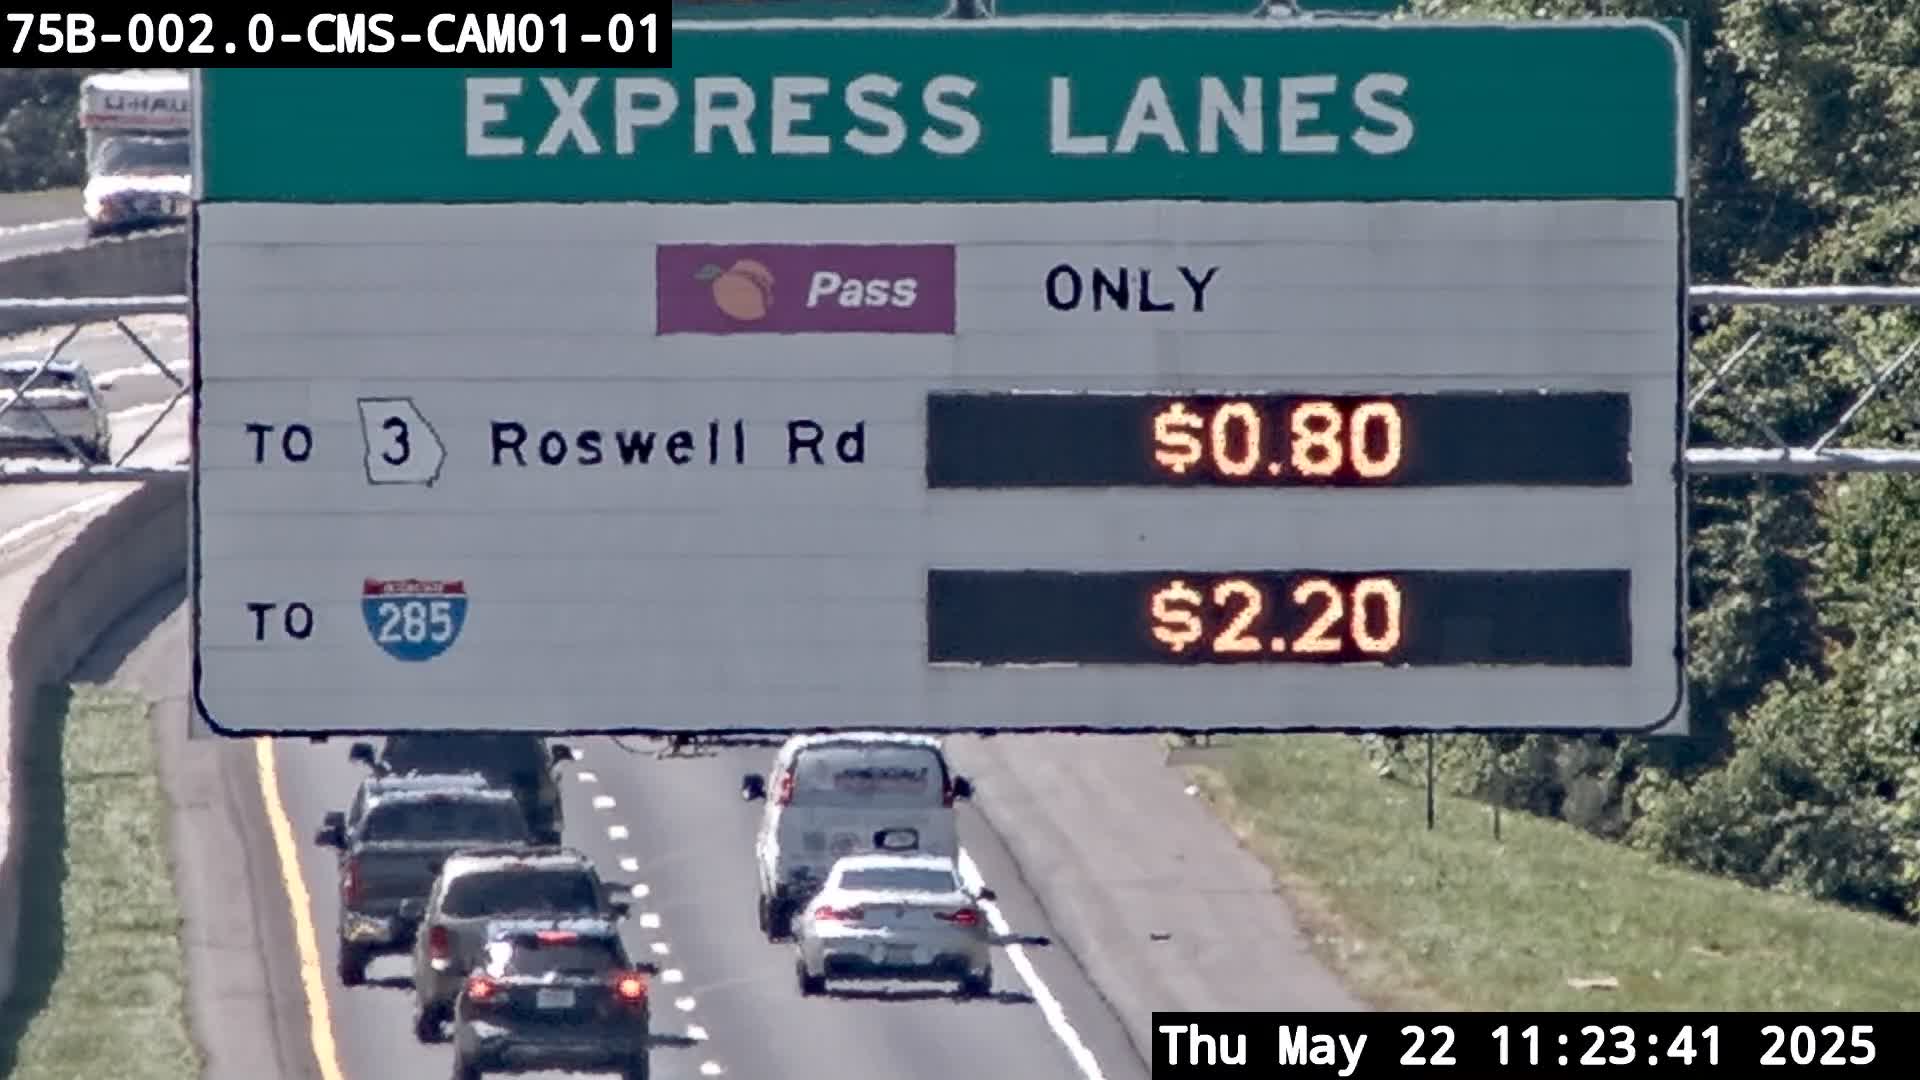 75B-002.0-CMS-CAM01-01
U-HAUL
EXPRESS LANES
Pass ONLY
TO 3 Roswell Rd $0.80
TO 285 $2.20
Thu May 22 11:23:41 2025